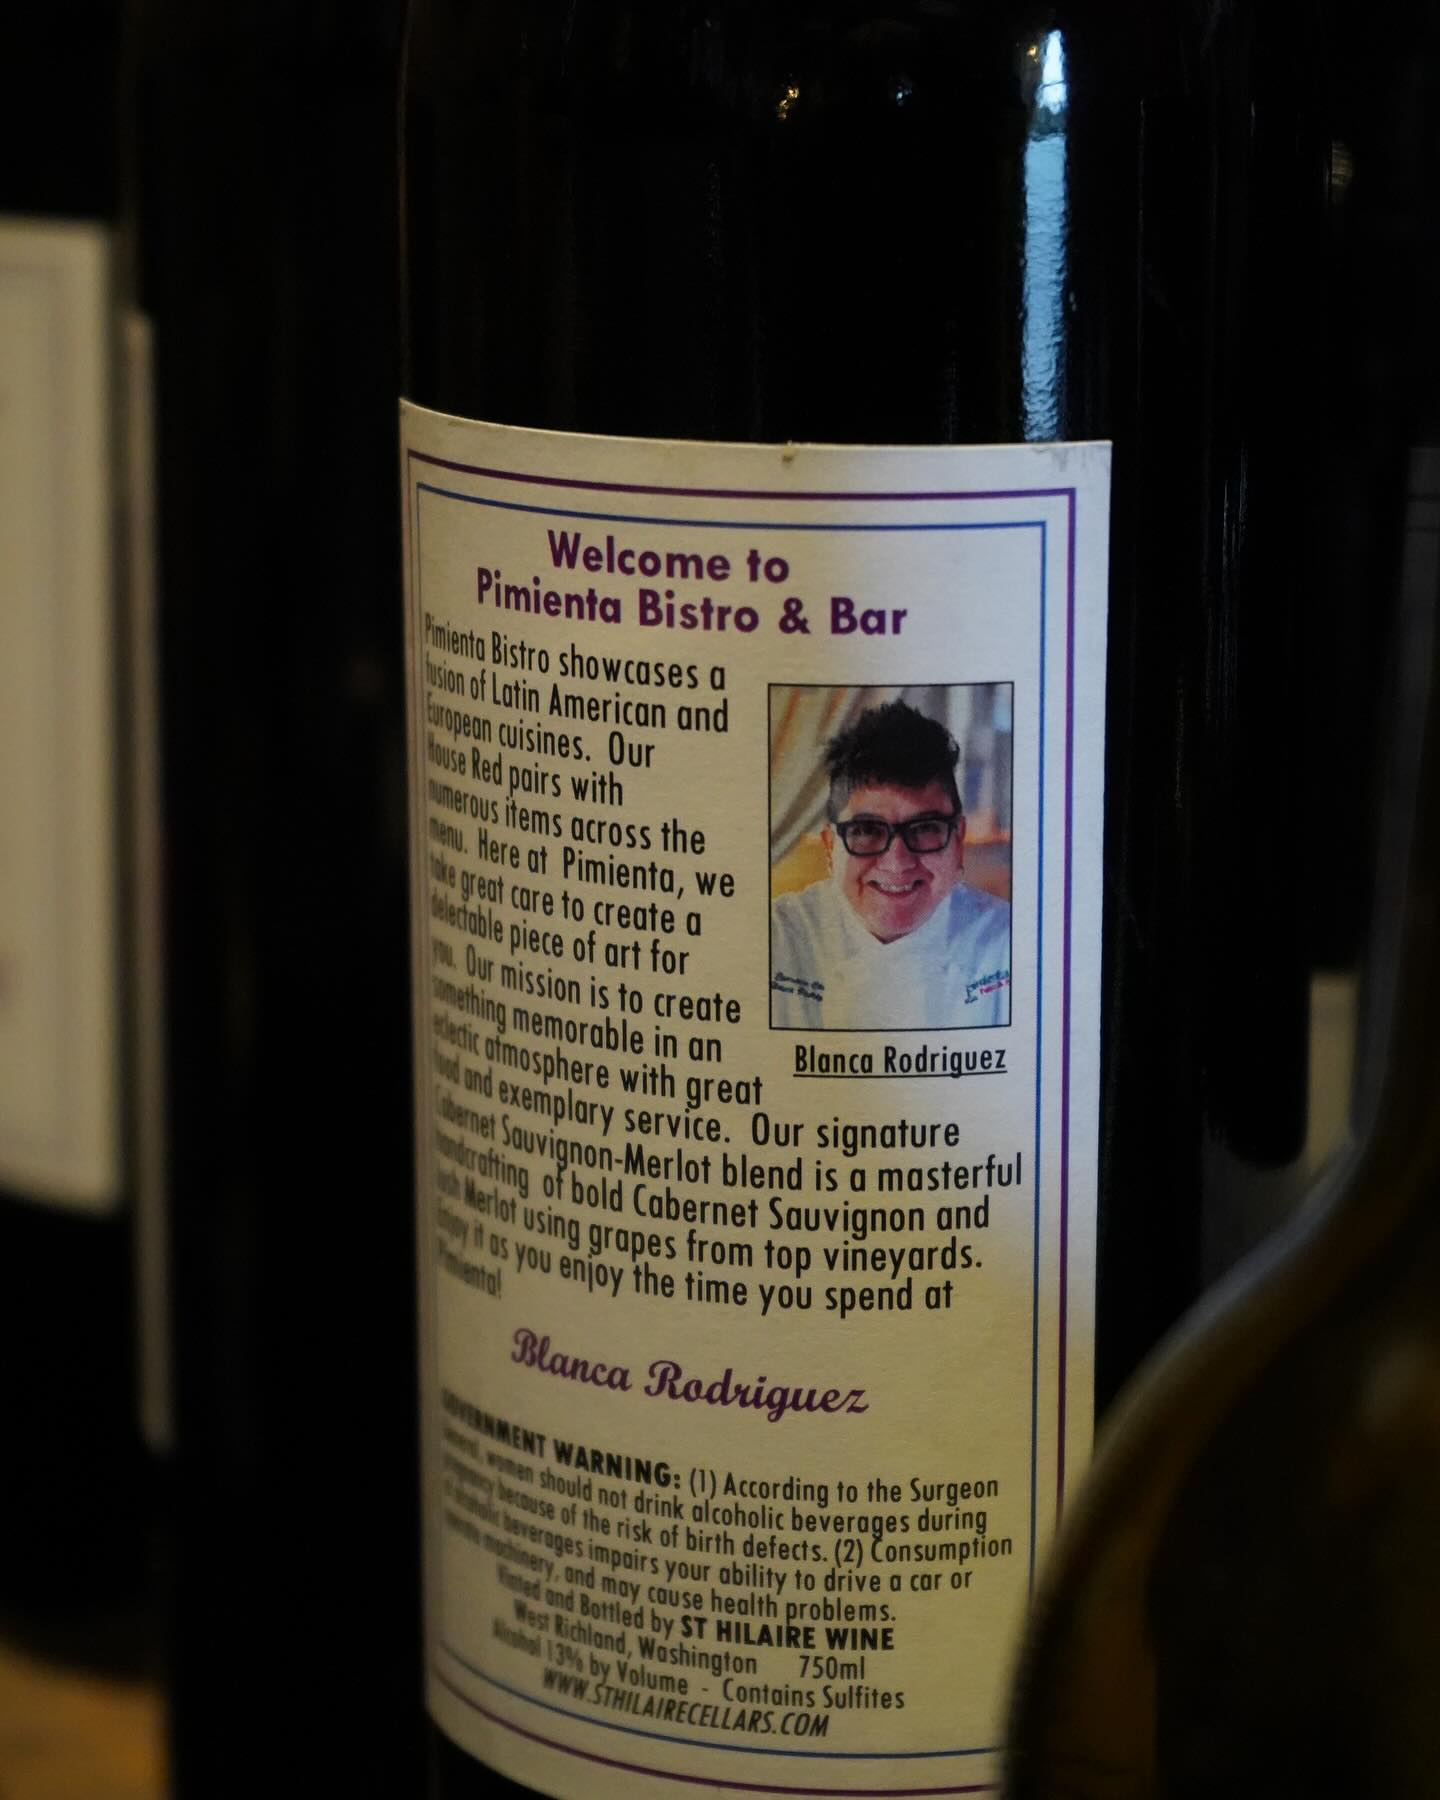 Welcome to
Pimienta Bistro & Bar
Pimienta Bistro showcases a
fusion of Latin American and
European cuisines. Our
House Red pairs with
numerous items across the
menu. Here at Pimienta, we
take great care to create a
delectable piece of art for
you. Our mission is to create
something memorable in an
eclectic atmosphere with great
food and exemplary service. Our signature
Cabernet Sauvignon-Merlot blend is a masterful
handcrafting of bold Cabernet Sauvignon and
lush Merlot using grapes from top vineyards.
Enjoy it as you enjoy the time you spend at
Pimienta!
Blanca Rodriguez
Blanca Rodriguez
GOVERNMENT WARNING: (1) According to the Surgeon
General, women should not drink alcoholic beverages during
pregnancy because of the risk of birth defects. (2) Consumption
of alcoholic beverages impairs your ability to drive a car or
operate machinery, and may cause health problems.
Vinted and Bottled by ST HILAIRE WINE
West Richland, Washington 750ml
Alcohol 13% by Volume - Contains Sulfites
WWW.STHILAIRECELLARS.COM